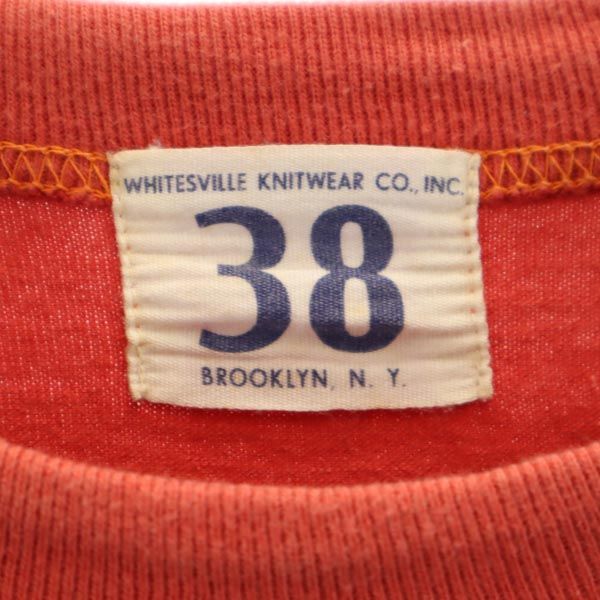 WHITESVILLE KNITWEAR CO., INC.
38
BROOKLYN, N. Y.